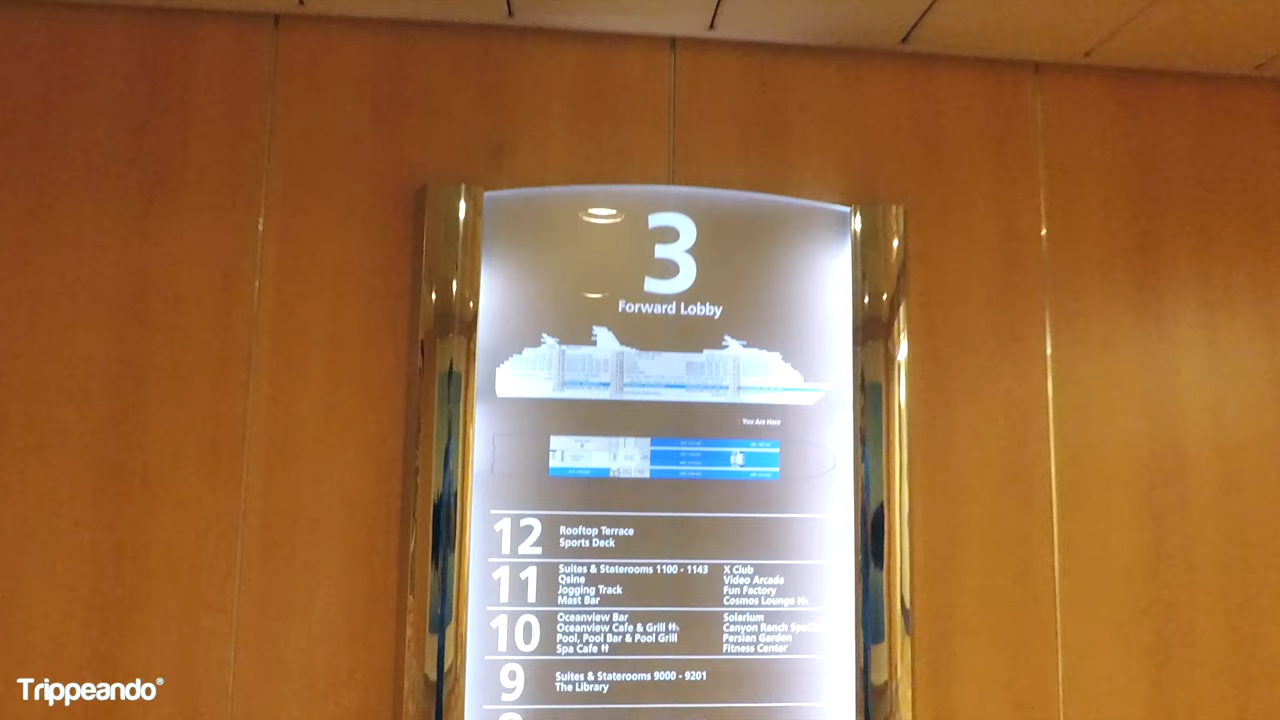 3
Forward Lobby
You Are Here
12
Rooftop Terrace
Sports Deck
11
Suites & Staterooms 1100 - 1143
Qsine
Jogging Track
Mast Bar
X Club
Video Arcade
Fun Factory
Cosmos Lounge
10
Oceanview Bar
Oceanview Cafe & Grill
Pool, Pool Bar & Pool Grill
Spa Cafe
Solarium
Canyon Ranch
Persian Garden
Fitness Center
9
Suites & Staterooms 9000 - 9201
The Library
Trippeando®